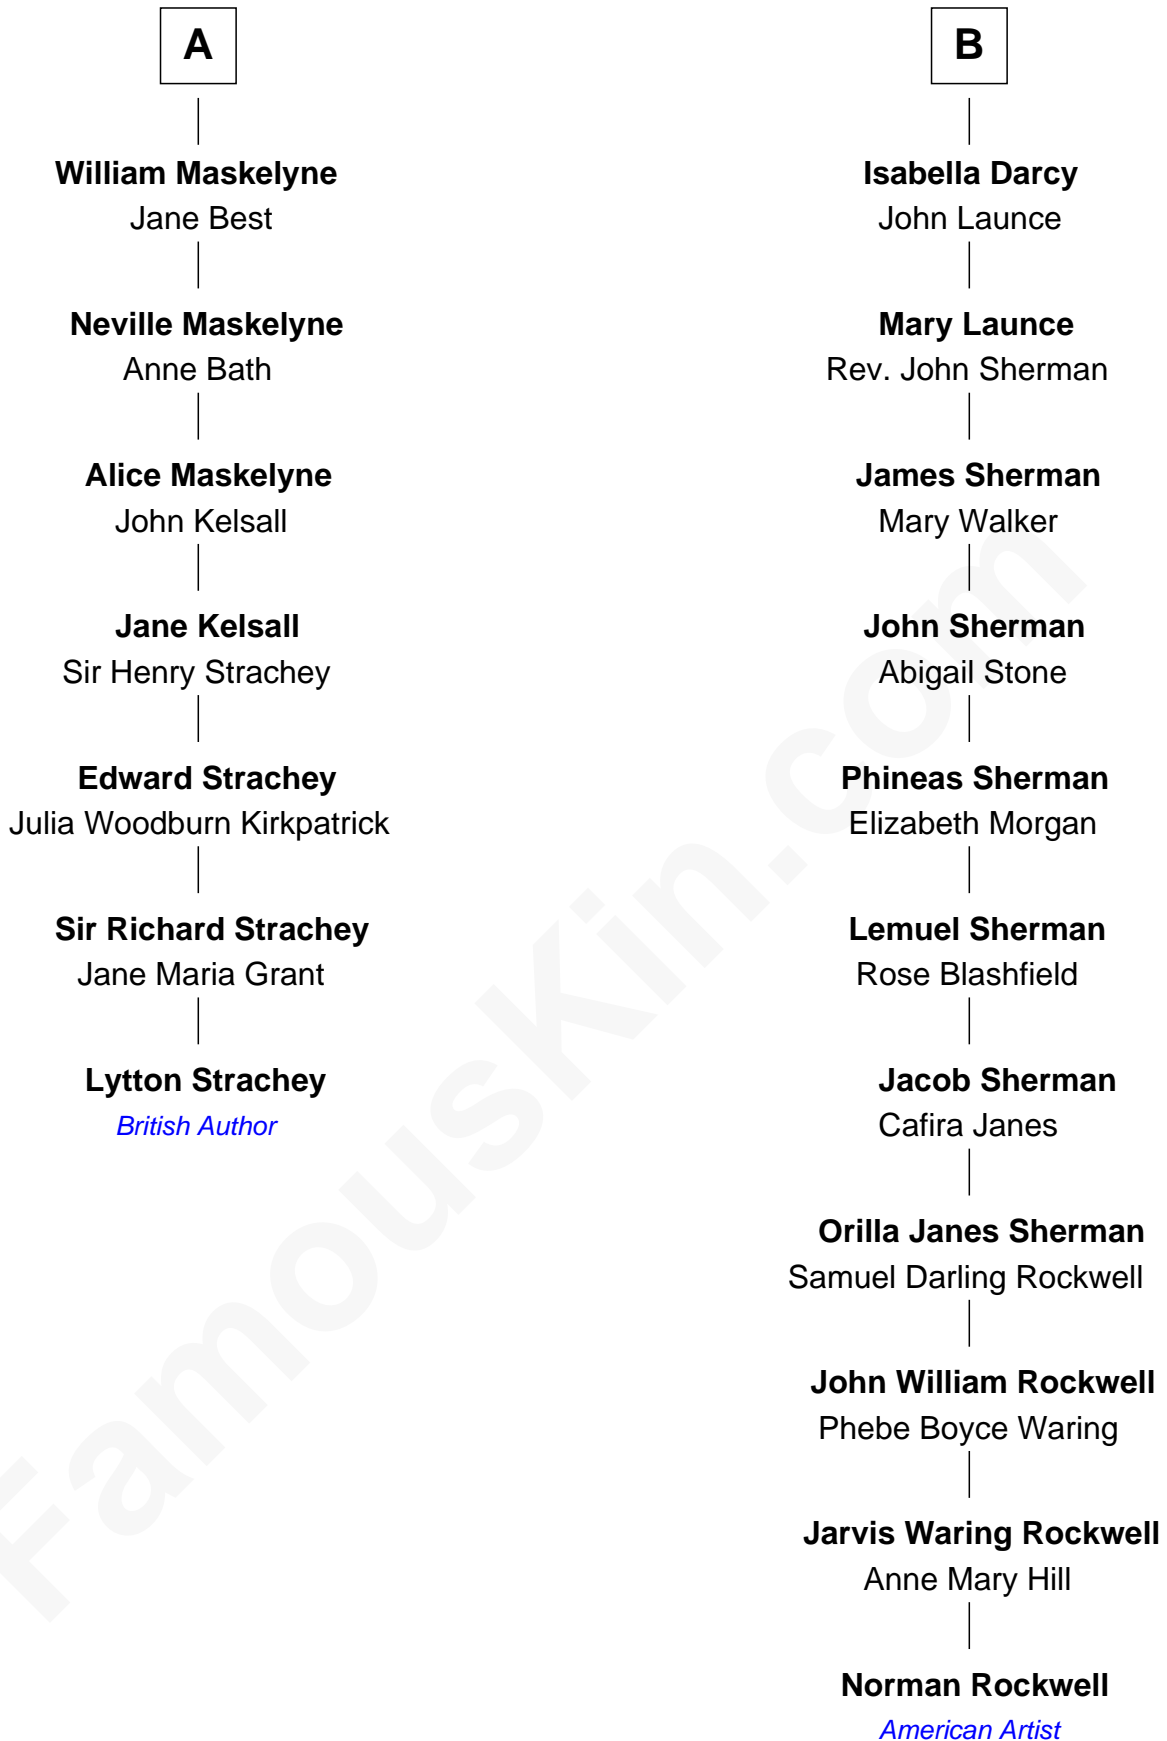 A
William Maskelyne
Jane Best
Neville Maskelyne
Anne Bath
Alice Maskelyne
John Kelsall
Jane Kelsall
Sir Henry Strachey
Edward Strachey
Julia Woodburn Kirkpatrick
Sir Richard Strachey
Jane Maria Grant
Lytton Strachey
British Author
B
Isabella Darcy
John Launce
Mary Launce
Rev. John Sherman
James Sherman
Mary Walker
John Sherman
Abigail Stone
Phineas Sherman
Elizabeth Morgan
Lemuel Sherman
Rose Blashfield
Jacob Sherman
Cafira Janes
Orilla Janes Sherman
Samuel Darling Rockwell
John William Rockwell
Phebe Boyce Waring
Jarvis Waring Rockwell
Anne Mary Hill
Norman Rockwell
American Artist
FamousKin.com